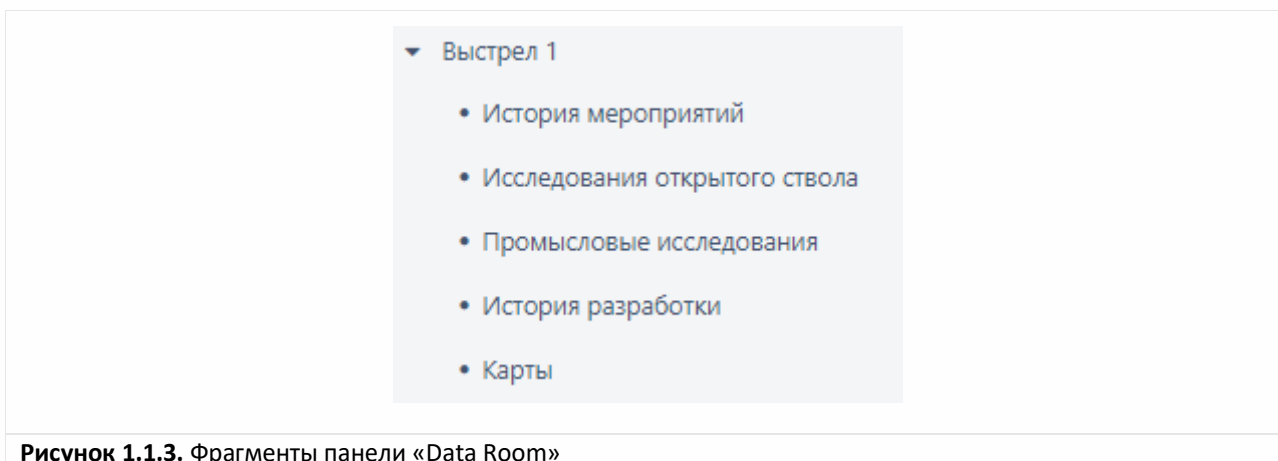 Выстрел 1
• История мероприятий
• Исследования открытого ствола
• Промысловые исследования
• История разработки
• Карты
Рисунок 1.1.3. Фрагменты панели «Data Room»